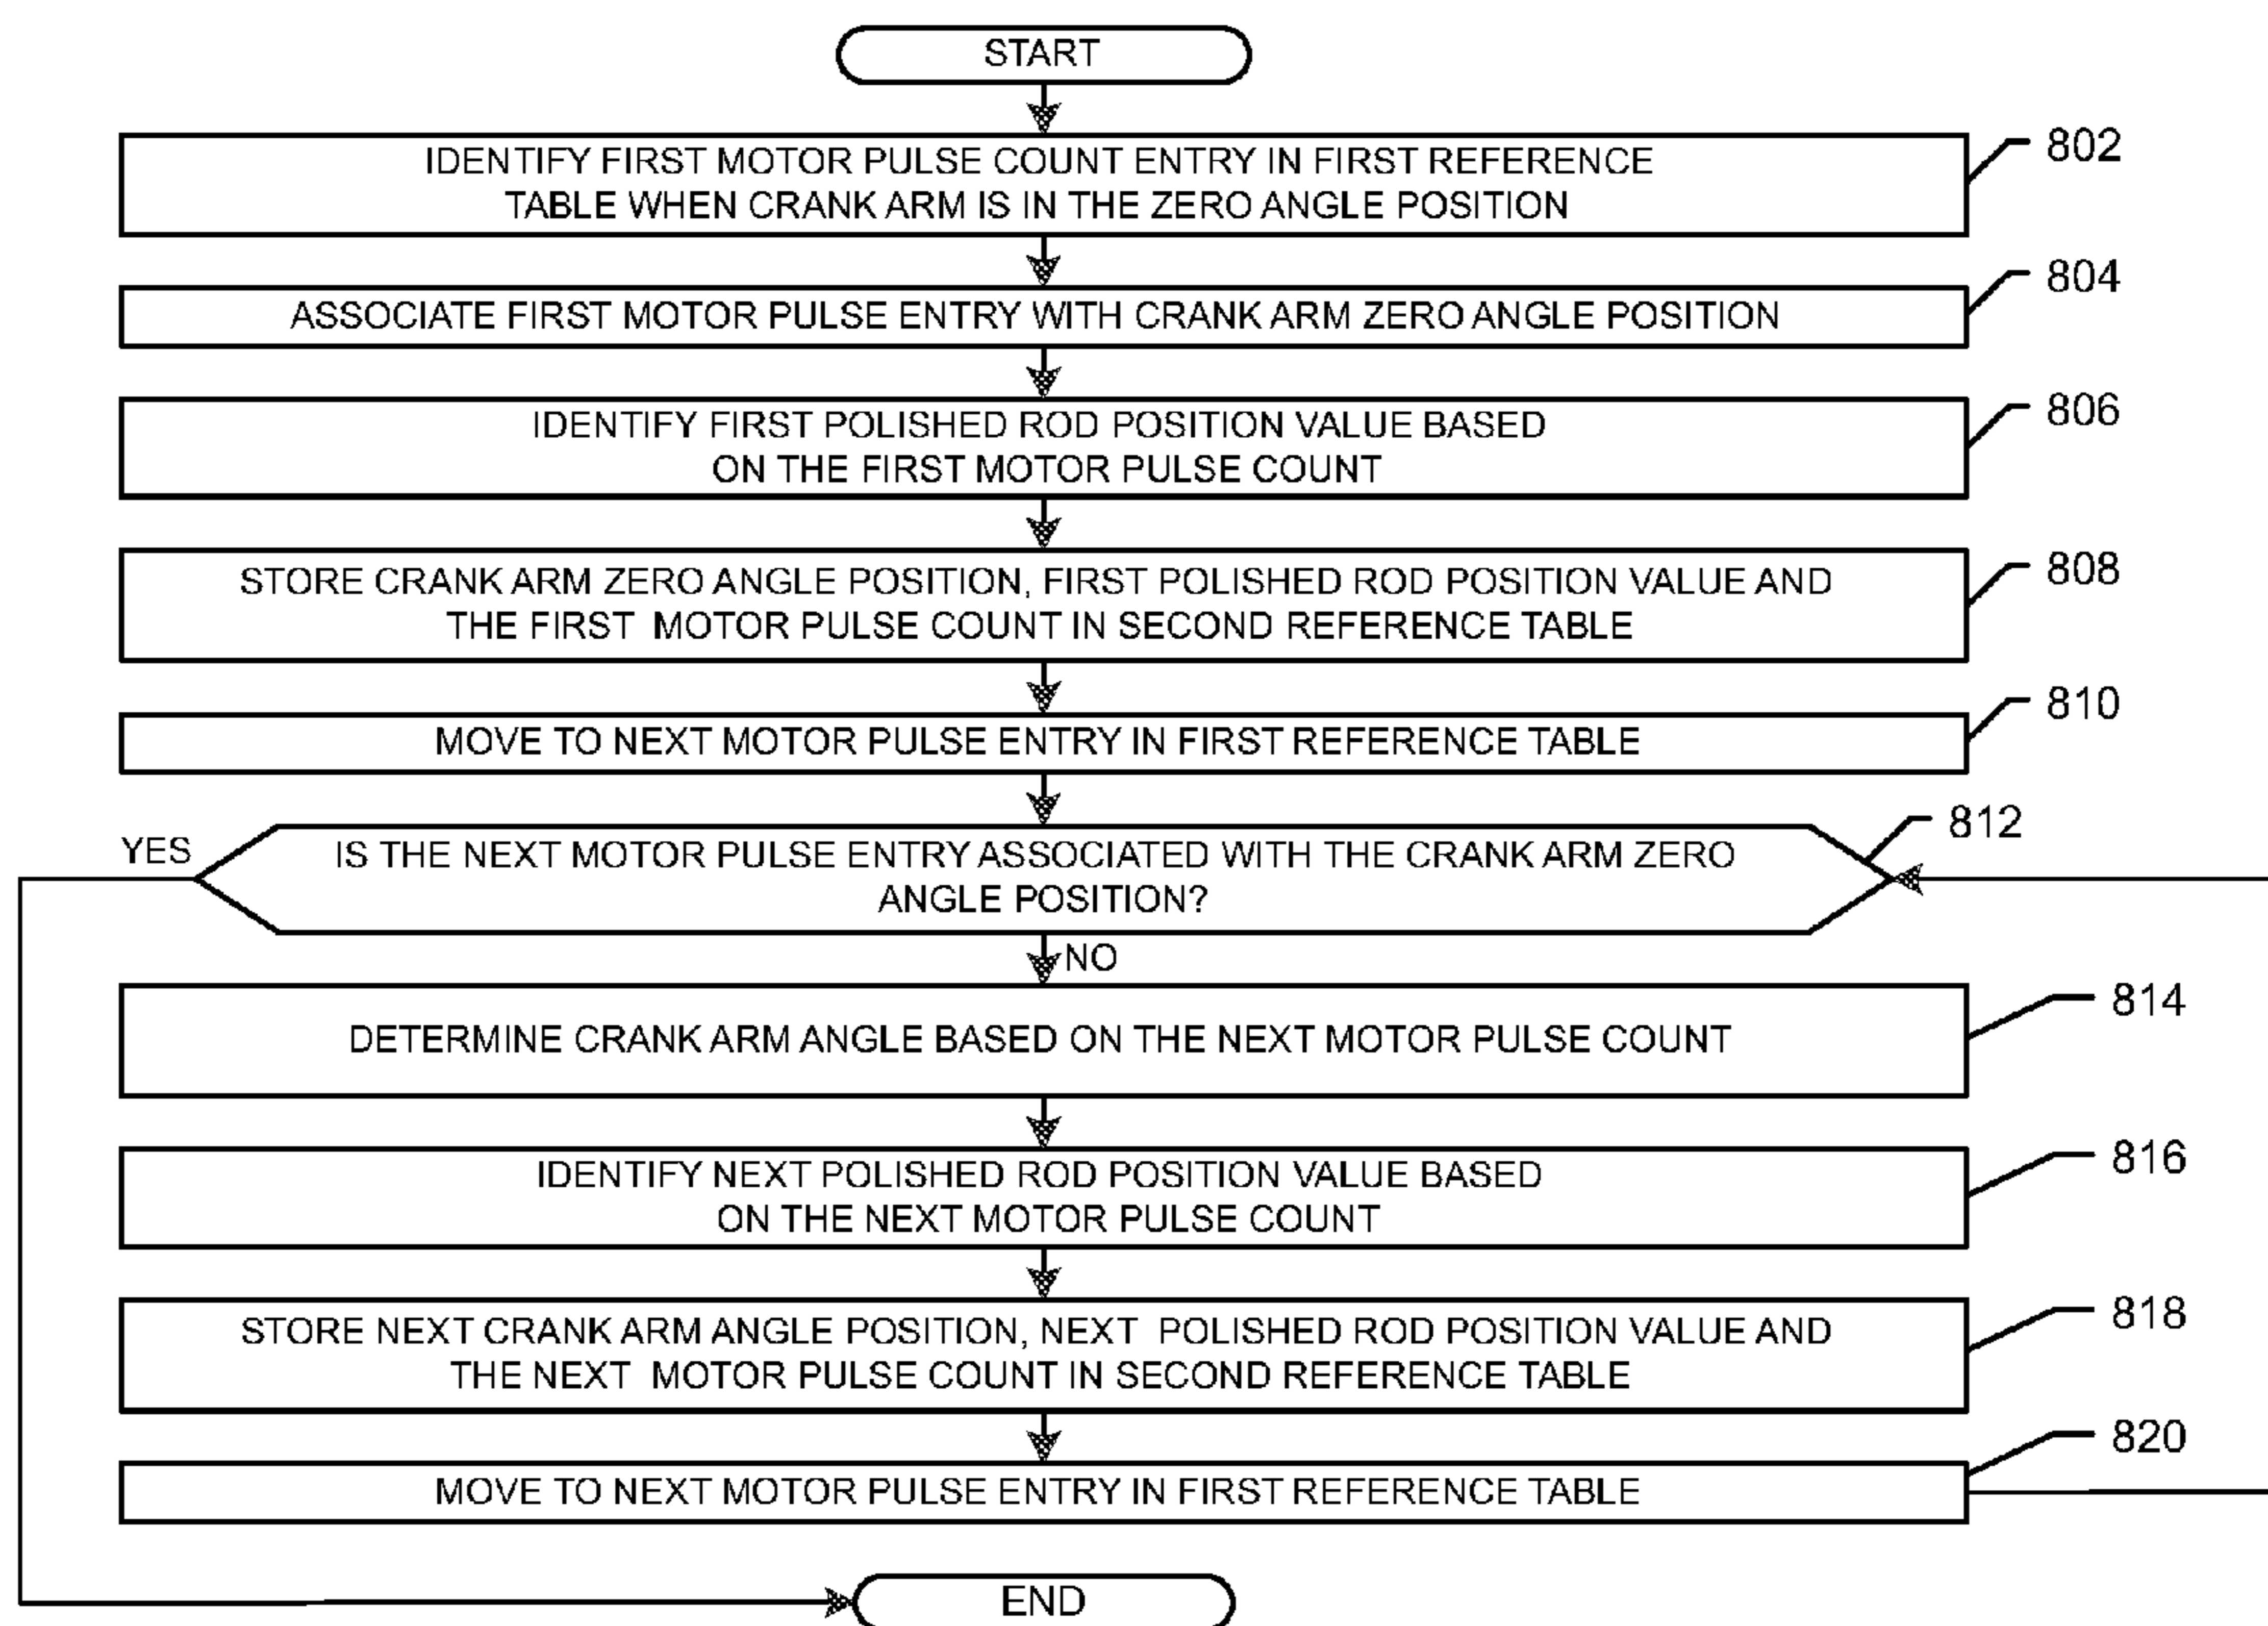 START
IDENTIFY FIRST MOTOR PULSE COUNT ENTRY IN FIRST REFERENCE
TABLE WHEN CRANK ARM IS IN THE ZERO ANGLE POSITION
802
ASSOCIATE FIRST MOTOR PULSE ENTRY WITH CRANK ARM ZERO ANGLE POSITION
804
IDENTIFY FIRST POLISHED ROD POSITION VALUE BASED
ON THE FIRST MOTOR PULSE COUNT
806
STORE CRANK ARM ZERO ANGLE POSITION, FIRST POLISHED ROD POSITION VALUE AND
THE FIRST MOTOR PULSE COUNT IN SECOND REFERENCE TABLE
808
MOVE TO NEXT MOTOR PULSE ENTRY IN FIRST REFERENCE TABLE
810
YES
IS THE NEXT MOTOR PULSE ENTRY ASSOCIATED WITH THE CRANK ARM ZERO
ANGLE POSITION?
812
NO
DETERMINE CRANK ARM ANGLE BASED ON THE NEXT MOTOR PULSE COUNT
814
IDENTIFY NEXT POLISHED ROD POSITION VALUE BASED
ON THE NEXT MOTOR PULSE COUNT
816
STORE NEXT CRANK ARM ANGLE POSITION, NEXT POLISHED ROD POSITION VALUE AND
THE NEXT MOTOR PULSE COUNT IN SECOND REFERENCE TABLE
818
MOVE TO NEXT MOTOR PULSE ENTRY IN FIRST REFERENCE TABLE
820
END